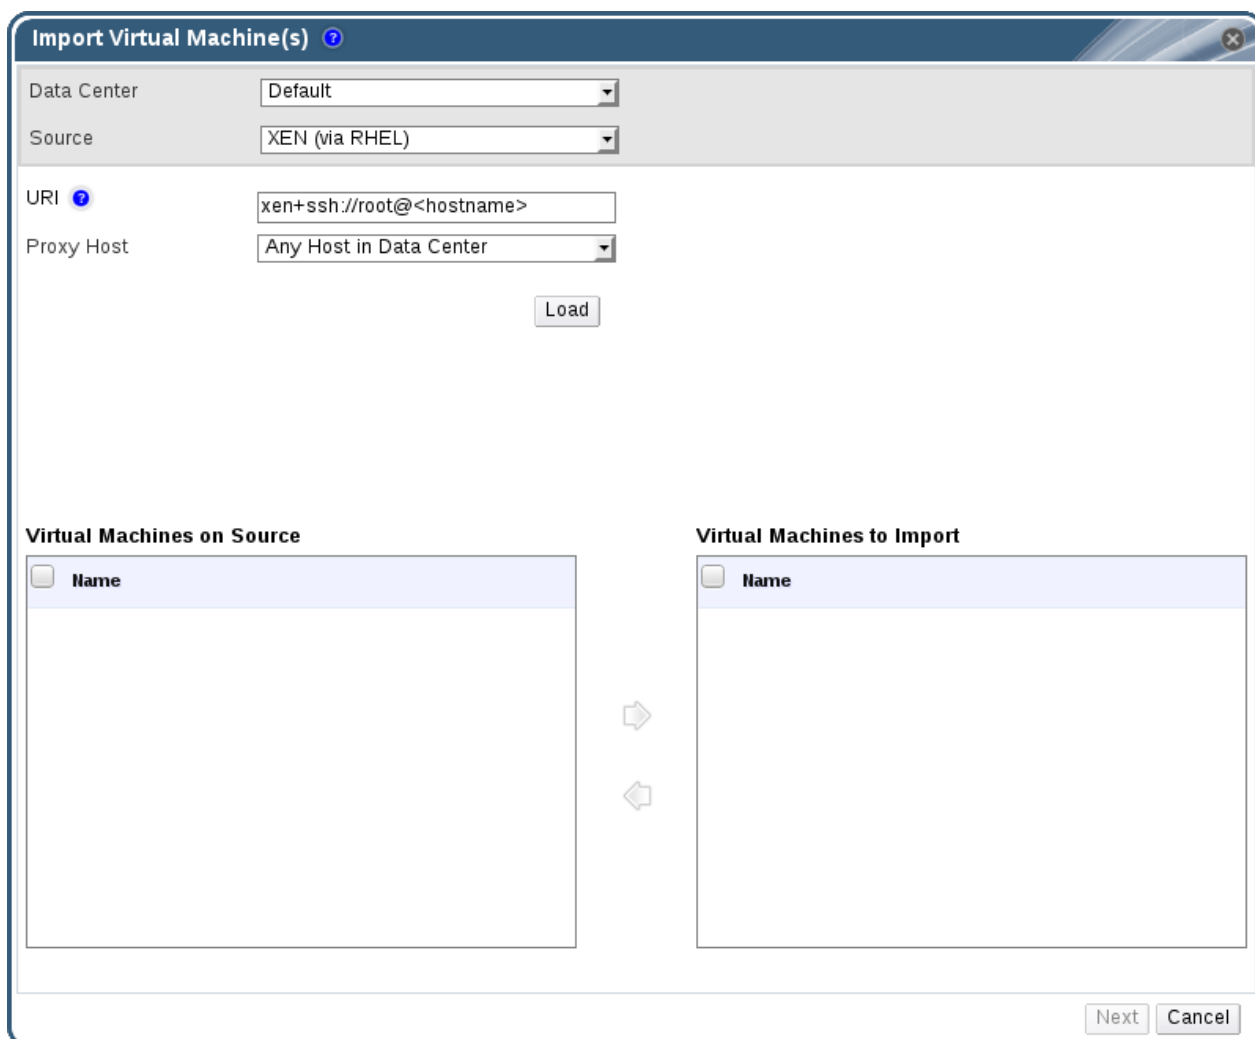 Import Virtual Machine(s) ?
Data Center Default
Source XEN (via RHEL)
URI ? xen+ssh://root@<hostname>
Proxy Host Any Host in Data Center
Load
Virtual Machines on Source Virtual Machines to Import
Name Name
Next Cancel